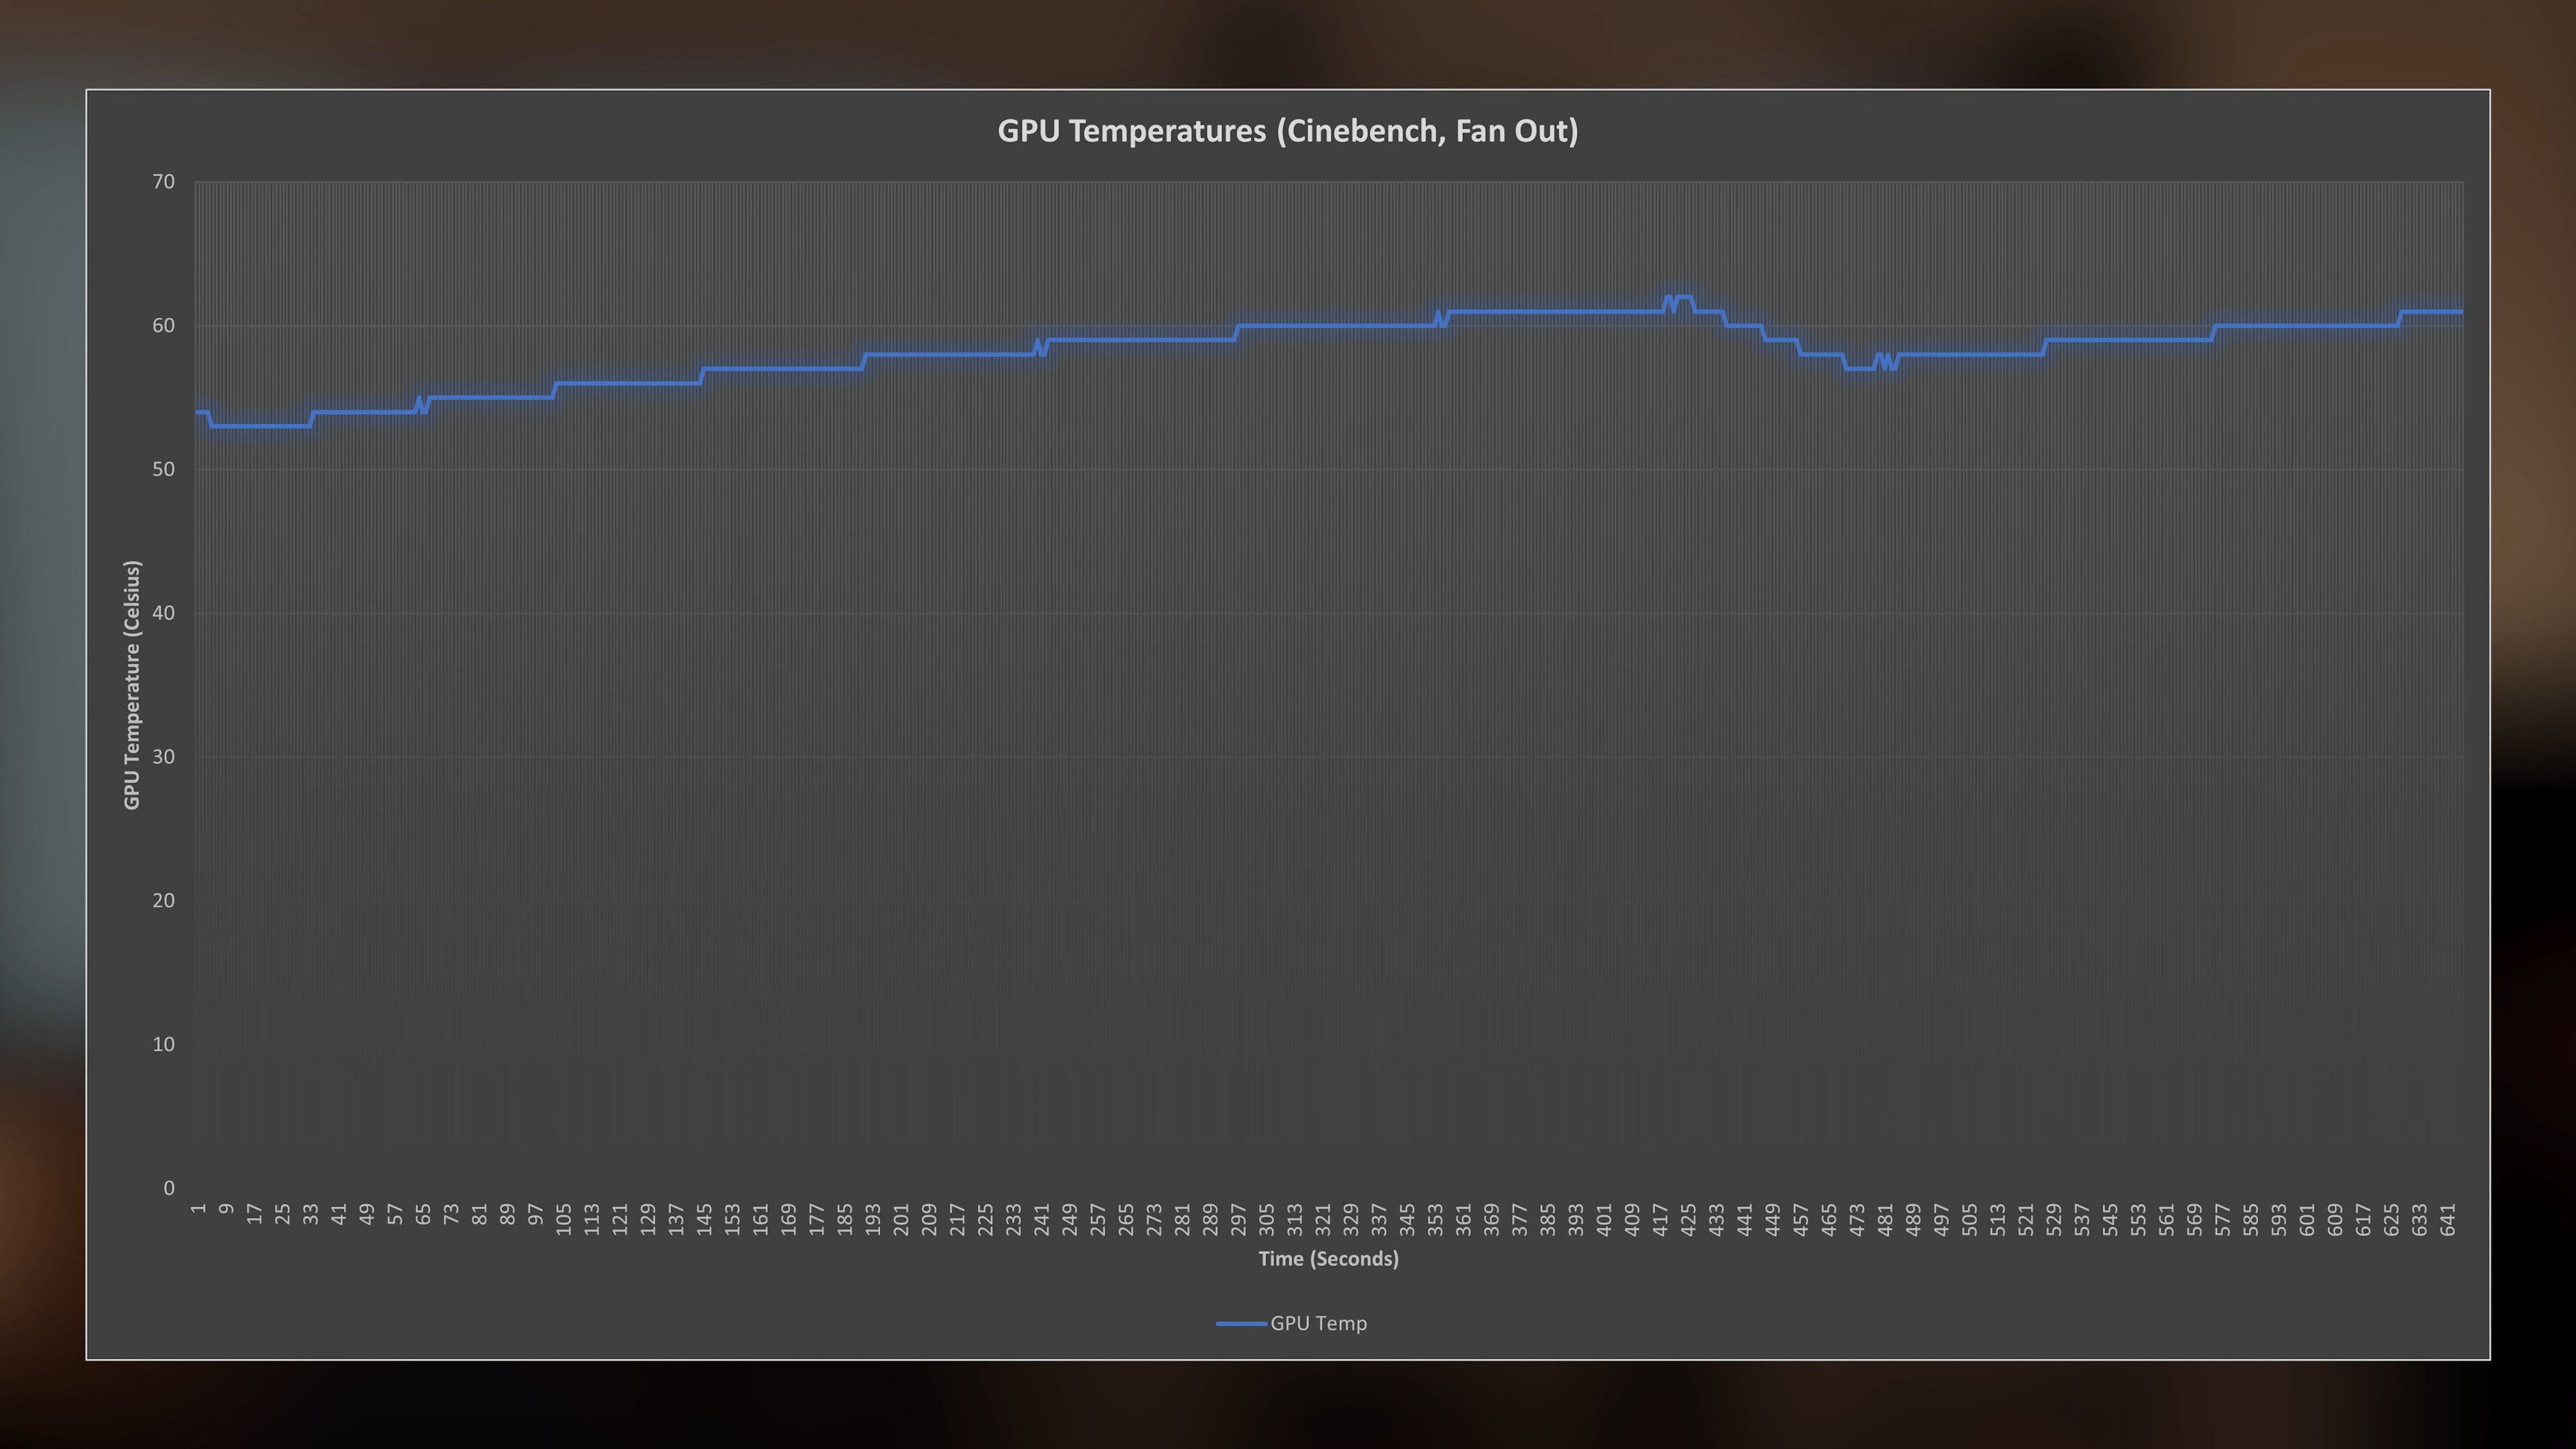 GPU Temperatures (Cinebench, Fan Out)
70
60
50
40
30
20
10
0
GPU Temperature (Celsius)
1 9 17 25 33 41 49 57 65 73 81 89 97 105 113 121 129 137 145 153 161 169 177 185 193 201 209 217 225 233 241 249 257 265 273 281 289 297 305 313 321 329 337 345 353 361 369 377 385 393 401 409 417 425 433 441 449 457 465 473 481 489 497 505 513 521 529 537 545 553 561 569 577 585 593 601 609 617 625 633 641
Time (Seconds)
GPU Temp